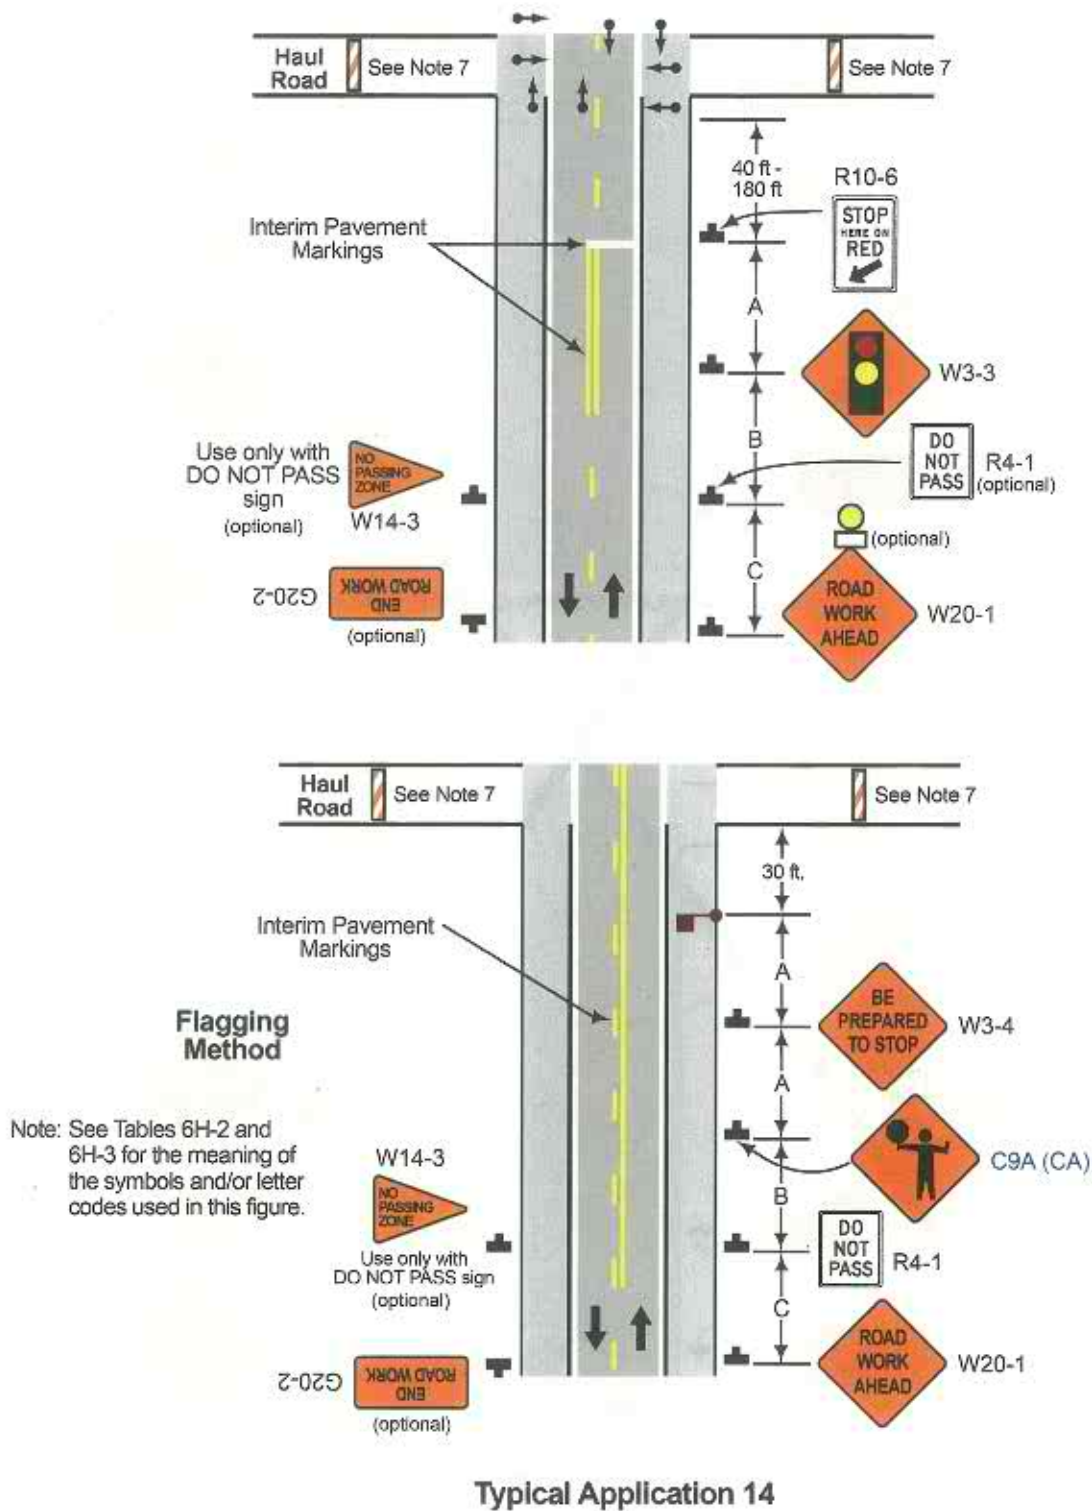 Haul
Road
See Note 7
See Note 7
40 ft -
180 ft
R10-6
STOP
HERE ON
RED
Interim Pavement
Markings
A
W3-3
B
DO
NOT
PASS
R4-1
(optional)
Use only with
DO NOT PASS
sign
(optional)
NO
PASSING
ZONE
W14-3
(optional)
C
ROAD
WORK
AHEAD
W20-1
G20-2
END
ROAD WORK
(optional)
Haul
Road
See Note 7
See Note 7
30 ft.
Interim Pavement
Markings
A
BE
PREPARED
TO STOP
W3-4
Flagging
Method
A
C9A (CA)
Note: See Tables 6H-2 and
6H-3 for the meaning of
the symbols and/or letter
codes used in this figure.
W14-3
NO
PASSING
ZONE
Use only with
DO NOT PASS sign
(optional)
B
DO
NOT
PASS
R4-1
C
ROAD
WORK
AHEAD
W20-1
G20-2
END
ROAD WORK
(optional)
Typical Application 14